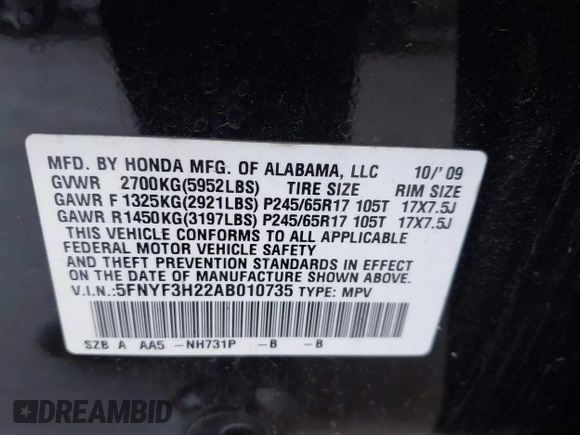 MFD. BY HONDA MFG. OF ALABAMA, LLC 10/'09
GVWR 2700KG(5952LBS) TIRE SIZE RIM SIZE
GAWR F 1325KG(2921LBS) P245/65R17 105T 17X7.5J
GAWR R 1450KG(3197LBS) P245/65R17 105T 17X7.5J
THIS VEHICLE CONFORMS TO ALL APPLICABLE
FEDERAL MOTOR VEHICLE SAFETY
AND THEFT PREVENTION STANDARDS IN EFFECT
ON THE DATE OF MANUFACTURE SHOWN ABOVE.
V.I.N.:5FNYF3H22AB010735 TYPE: MPV
SZB A AA5 -NH731P -B -B
DREAMBID